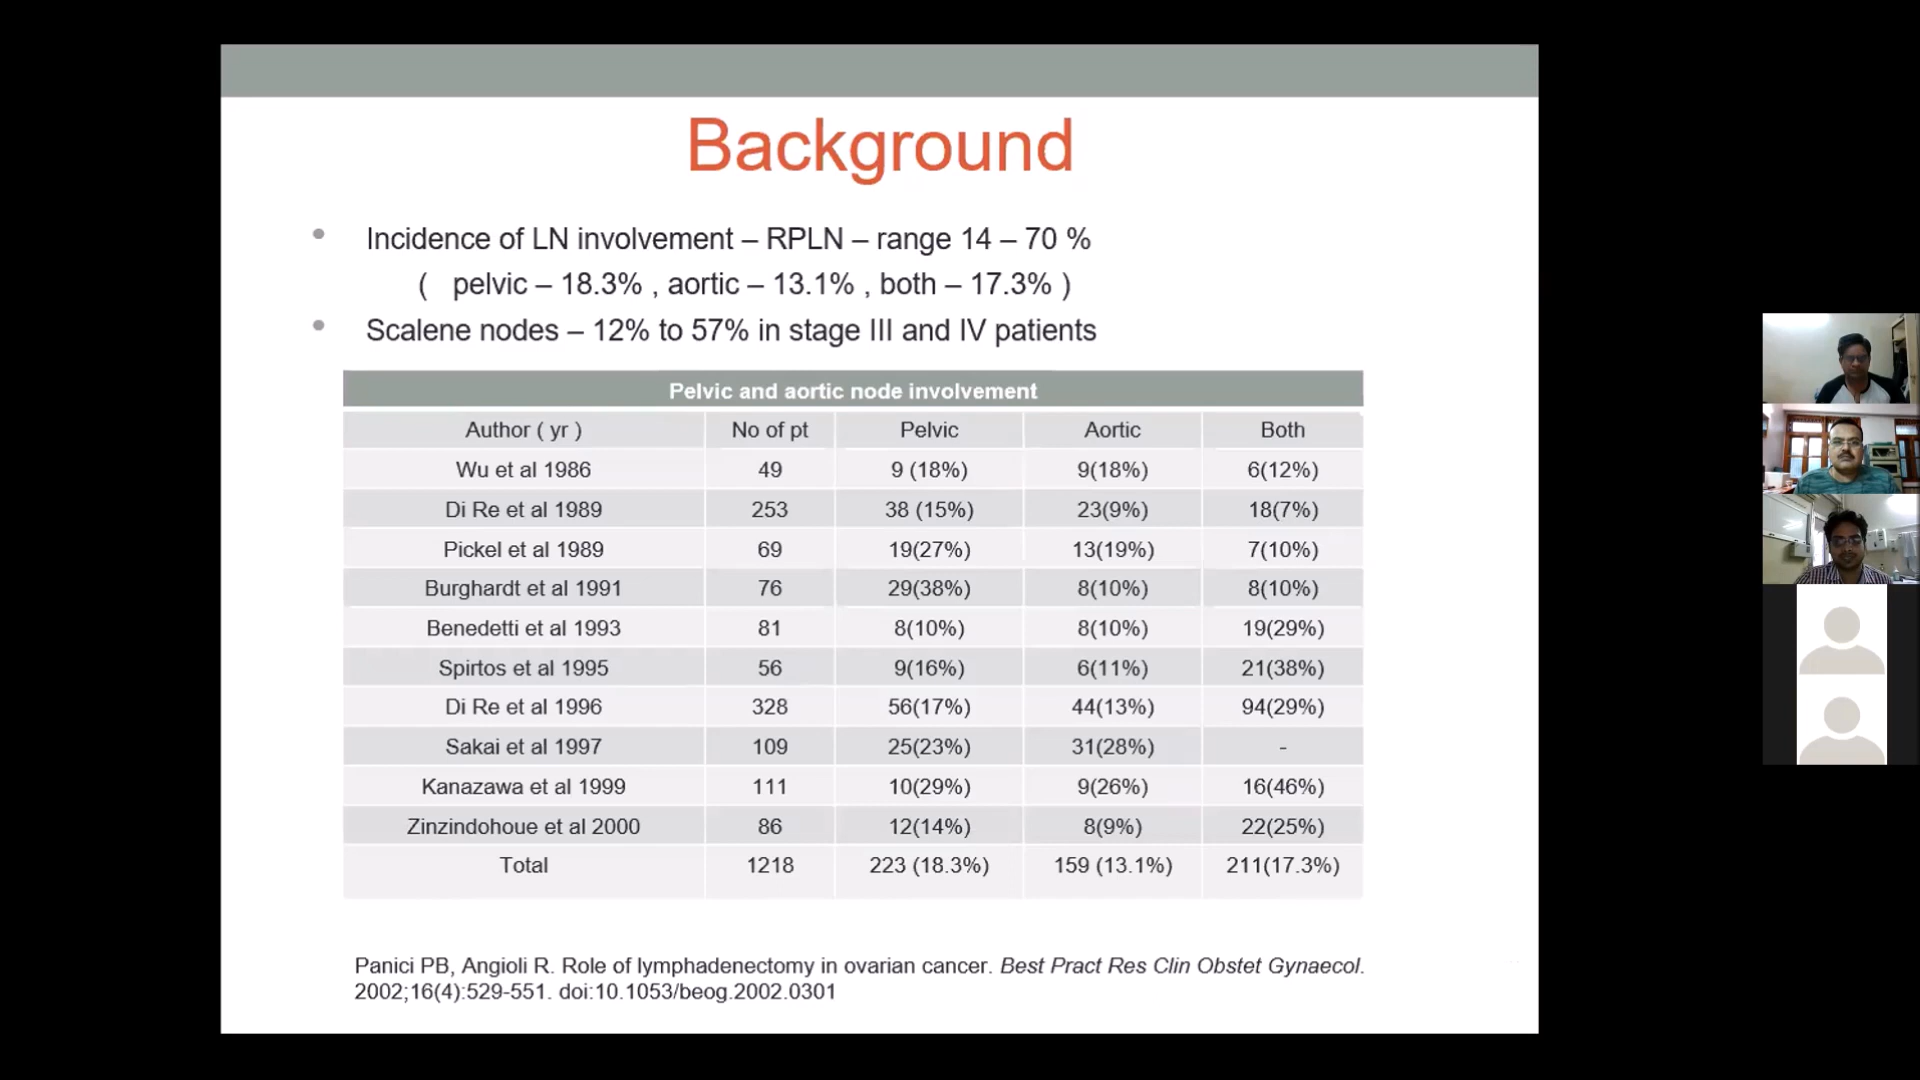 Background
Incidence of LN involvement – RPLN – range 14 – 70 %
( pelvic – 18.3% , aortic – 13.1% , both – 17.3% )
Scalene nodes – 12% to 57% in stage III and IV patients
Pelvic and aortic node involvement
Author ( yr ) No of pt Pelvic Aortic Both
Wu et al 1986 49 9 (18%) 9(18%) 6(12%)
Di Re et al 1989 253 38 (15%) 23(9%) 18(7%)
Pickel et al 1989 69 19(27%) 13(19%) 7(10%)
Burghardt et al 1991 76 29(38%) 8(10%) 8(10%)
Benedetti et al 1993 81 8(10%) 8(10%) 19(29%)
Spirtos et al 1995 56 9(16%) 6(11%) 21(38%)
Di Re et al 1996 328 56(17%) 44(13%) 94(29%)
Sakai et al 1997 109 25(23%) 31(28%) -
Kanazawa et al 1999 111 10(29%) 9(26%) 16(46%)
Zinzindohoue et al 2000 86 12(14%) 8(9%) 22(25%)
Total 1218 223 (18.3%) 159 (13.1%) 211(17.3%)
Panici PB, Angioli R. Role of lymphadenectomy in ovarian cancer. Best Pract Res Clin Obstet Gynaecol.
2002;16(4):529-551. doi:10.1053/beog.2002.0301